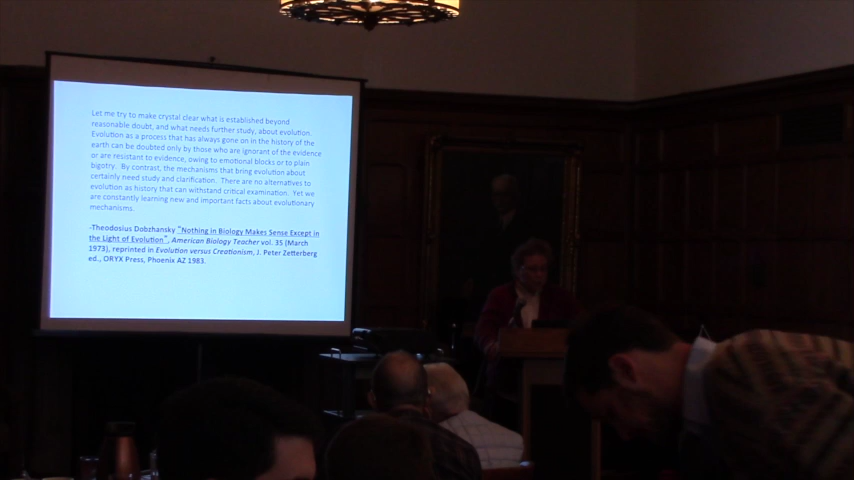 Let me try to make crystal clear what is established beyond
reasonable doubt, and what needs further study, about evolution.
Evolution as a process that has always gone on in the history of the
earth can be doubted only by those who are ignorant of the evidence
or are resistant to evidence, owing to emotional blocks or to plain
bigotry. By contrast, the mechanisms that bring evolution about
certainly need study and clarification. There are no alternatives to
evolution as history that can withstand critical examination. Yet we
are constantly learning new and important facts about evolutionary
mechanisms.
-Theodosius Dobzhansky "Nothing in Biology Makes Sense Except in
the Light of Evolution", American Biology Teacher vol. 35 (March
1973), reprinted in Evolution versus Creationism, J. Peter Zetterberg
ed., ORYX Press, Phoenix AZ 1983.